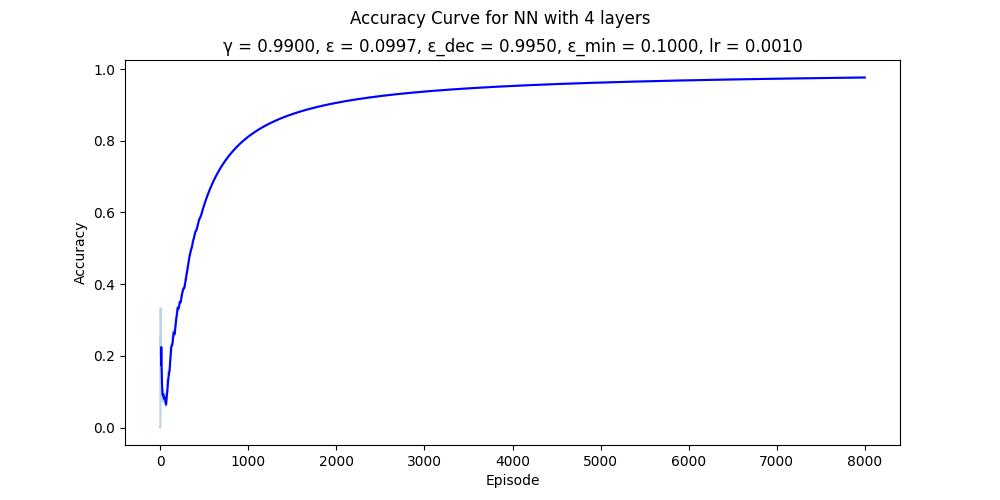 Accuracy Curve for NN with 4 layers
γ = 0.9900, ε = 0.0997, ε_dec = 0.9950, ε_min = 0.1000, lr = 0.0010
1.0
0.8
0.6
0.4
0.2
0.0
Accuracy
0 1000 2000 3000 4000 5000 6000 7000 8000
Episode